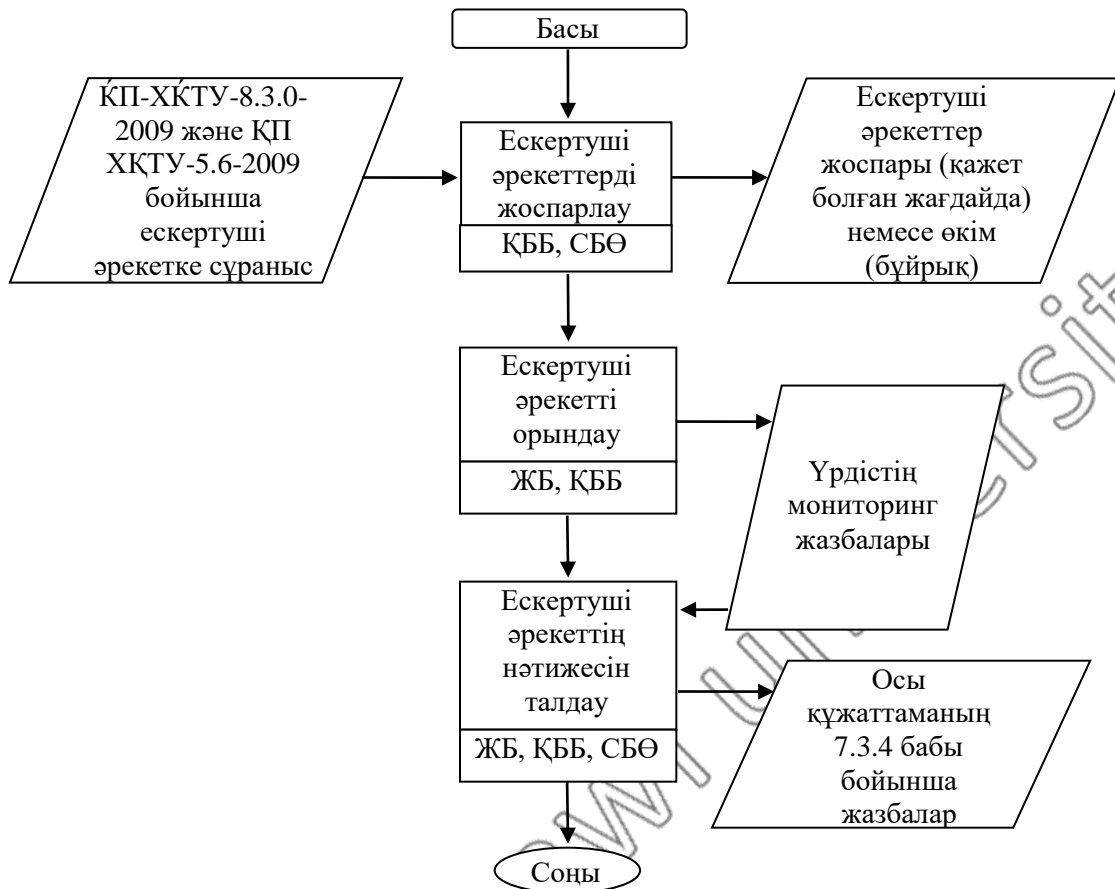 Басы
ЌП-ХЌТУ-8.3.0-
2009 және ҚП
ХҚТУ-5.6-2009
бойынша
ескертуші
әрекетке сұраныс
Ескертуші
әрекеттерді
жоспарлау
ҚББ, СБӨ
Ескертуші
әрекеттер
жоспары (қажет
болған жағдайда)
немесе өкім
(бұйрық)
Ескертуші
әрекетті
орындау
ЖБ, ҚББ
Үрдістің
мониторинг
жазбалары
Ескертуші
әрекеттің
нәтижесін
талдау
ЖБ, ҚББ, СБӨ
Осы
құжаттаманың
7.3.4 бабы
бойынша
жазбалар
Соңы